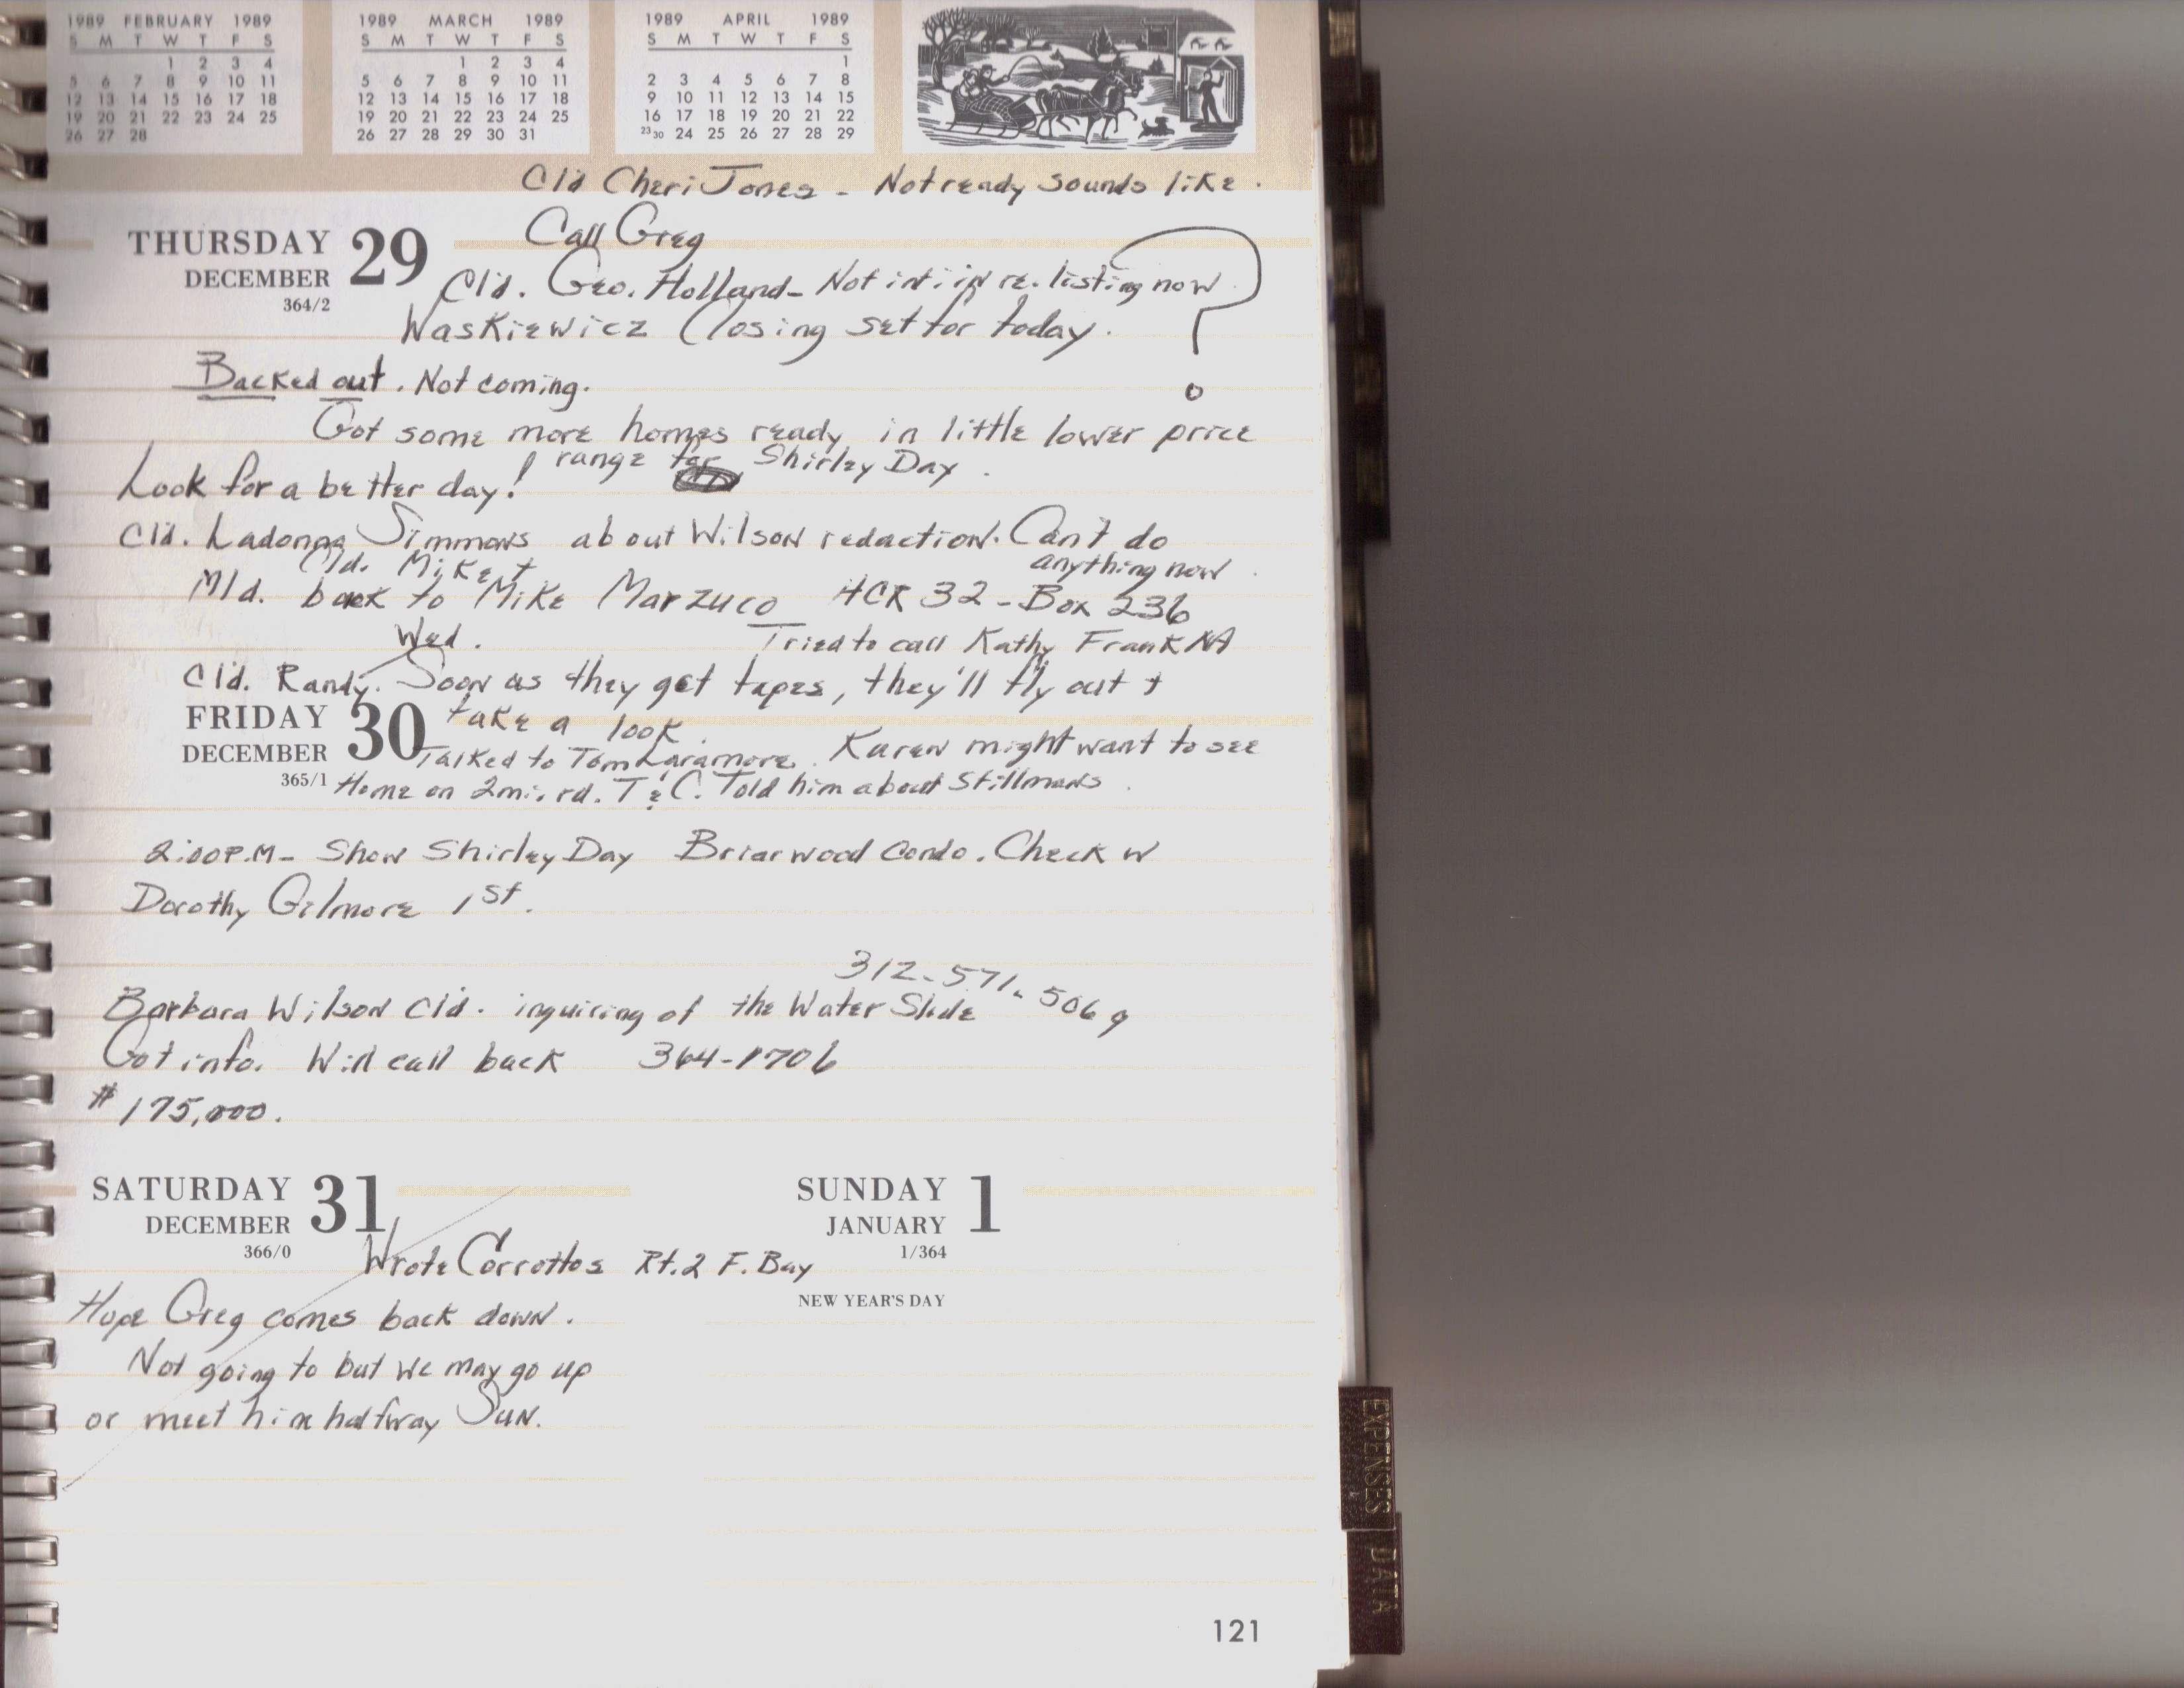 1989 FEBRUARY 1989
S M T W T F S
1 2 3 4
5 6 7 8 9 10 11
12 13 14 15 16 17 18
19 20 21 22 23 24 25
26 27 28
1989 MARCH 1989
S M T W T F S
1 2 3 4
5 6 7 8 9 10 11
12 13 14 15 16 17 18
19 20 21 22 23 24 25
26 27 28 29 30 31
1989 APRIL 1989
S M T W T F S
1
2 3 4 5 6 7 8
9 10 11 12 13 14 15
16 17 18 19 20 21 22
23 30 24 25 26 27 28 29
Cld Cheri Jones - Not ready sounds like.
Call Greg
THURSDAY 29
DECEMBER
364/2
Cld. Geo. Holland - Not int. in re. listing now. ?
Waskiewicz Closing set for today.
Backed out. Not coming.
Got some more homes ready in little lower price
range for Shirley Day.
Look for a better day!
Cld. Ladonna Simmons about Wilson redaction. Can't do
anything now.
Cld. Mike +
Mld. back to Mike Marzuco HCR 32 - Box 236
Wed. Tried to call Kathy Frank NA
Cld. Randy. Soon as they get tapes, they'll fly out +
take a look.
FRIDAY 30
DECEMBER
365/1
Talked to Tom Laramore. Karen might want to see
Home on 2mi. rd. T & C. Told him about Stillmans.
2:00 P.M - Show Shirley Day Briarwood Condo. Check w
Dorothy Gilmore 1st.
312-571-5069
Barbara Wilson cld. inquiring of the Water Slide
Got info. Will call back 364-1706
$175,000.
SATURDAY 31
DECEMBER
366/0
SUNDAY 1
JANUARY
1/364
NEW YEAR'S DAY
Wrote Corrottos Rt.2 F. Bay
Hope Greg comes back down.
Not going to but we may go up
or meet him halfway Sun.
EXPENSES
DATA
121